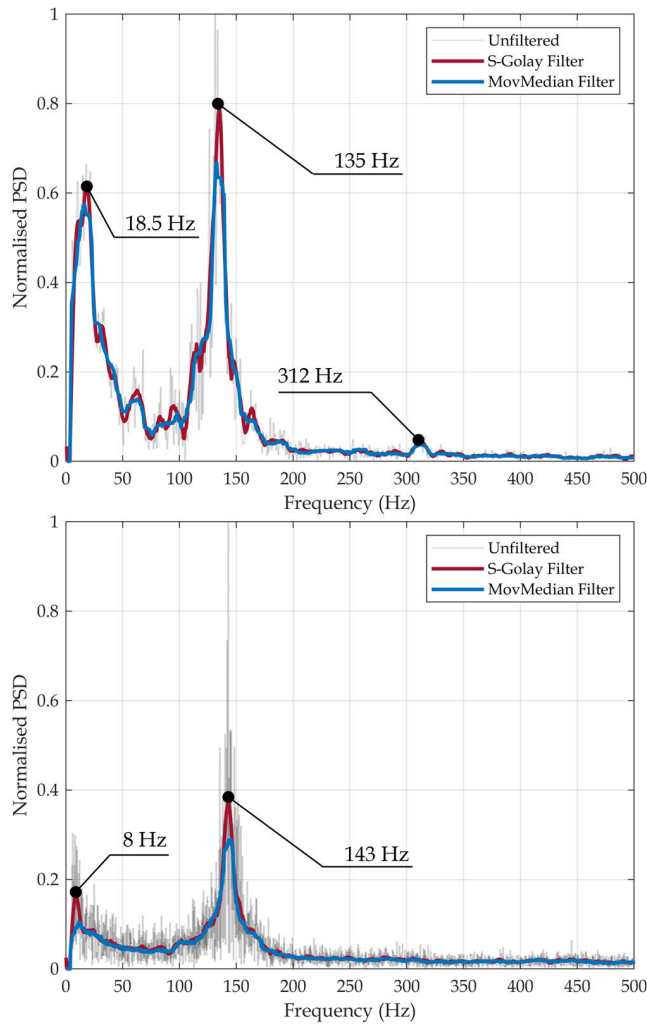 1
Unfiltered
S-Golay Filter
MovMedian Filter
0.8
135 Hz
0.6
18.5 Hz
Normalised PSD
0.4
312 Hz
0.2
0
0 50 100 150 200 250 300 350 400 450 500
Frequency (Hz)
1
Unfiltered
S-Golay Filter
MovMedian Filter
0.8
0.6
Normalised PSD
0.4
8 Hz
143 Hz
0.2
0
0 50 100 150 200 250 300 350 400 450 500
Frequency (Hz)